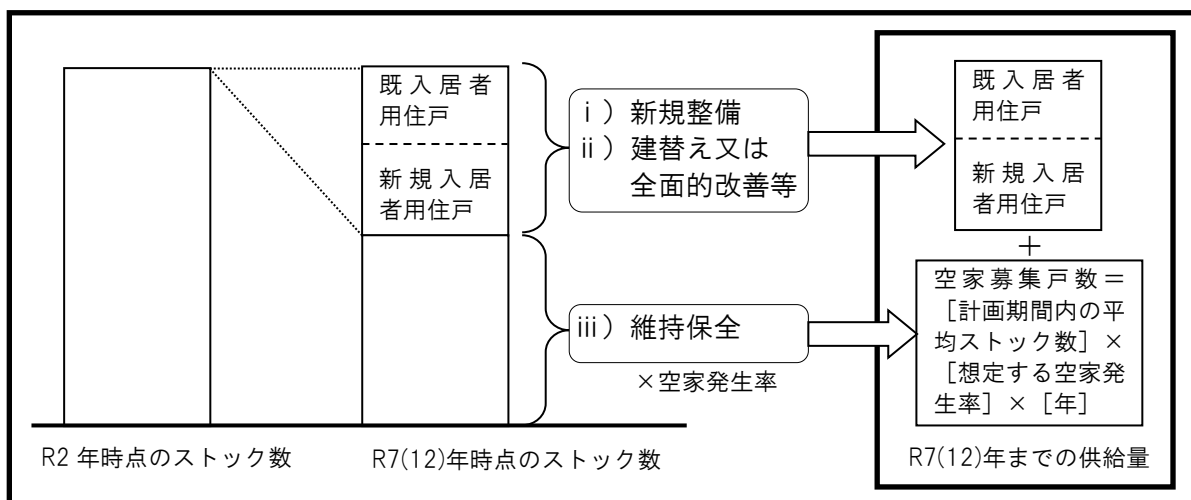 既入居者
用住戸
新規入居
者用住戸
ⅰ）新規整備
ⅱ）建替え又は
全面的改善等
ⅲ）維持保全
×空家発生率
既入居者
用住戸
新規入居
者用住戸
＋
空家募集戸数＝
［計画期間内の平
均ストック数］×
［想定する空家発
生率］×［年］
R2 年時点のストック数
R7(12)年時点のストック数
R7(12)年までの供給量